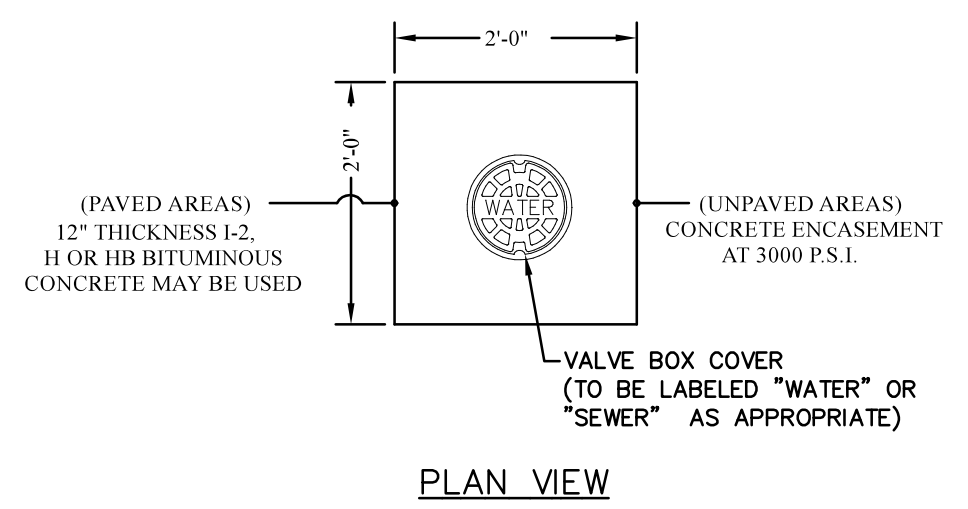 2'-0"
2'-0"
(PAVED AREAS)
12" THICKNESS I-2,
H OR HB BITUMINOUS
CONCRETE MAY BE USED
WATER
(UNPAVED AREAS)
CONCRETE ENCASEMENT
AT 3000 P.S.I.
VALVE BOX COVER
(TO BE LABELED "WATER" OR
"SEWER" AS APPROPRIATE)
PLAN VIEW